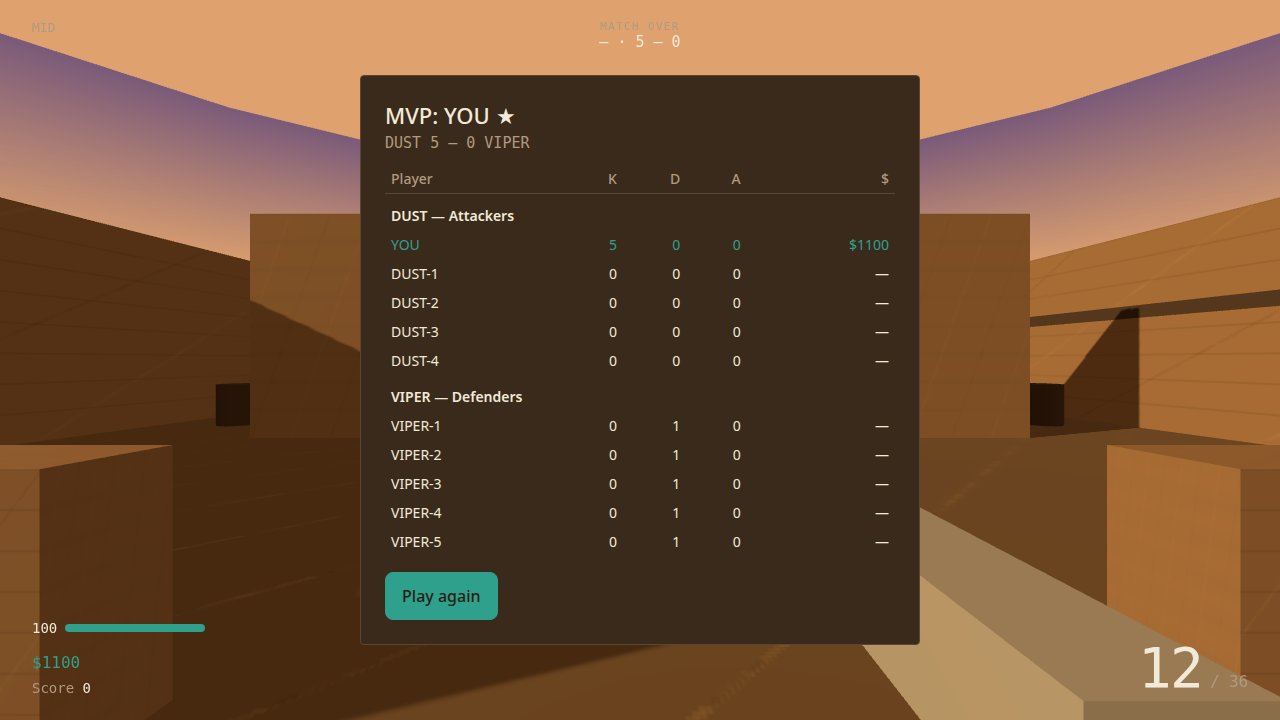 MID
MATCH OVER
— · 5 — 0
MVP: YOU ★
DUST 5 — 0 VIPER
Player K D A $
DUST — Attackers
YOU 5 0 0 $1100
DUST-1 0 0 0 —
DUST-2 0 0 0 —
DUST-3 0 0 0 —
DUST-4 0 0 0 —
VIPER — Defenders
VIPER-1 0 1 0 —
VIPER-2 0 1 0 —
VIPER-3 0 1 0 —
VIPER-4 0 1 0 —
VIPER-5 0 1 0 —
Play again
100
$1100
Score 0
12 / 36